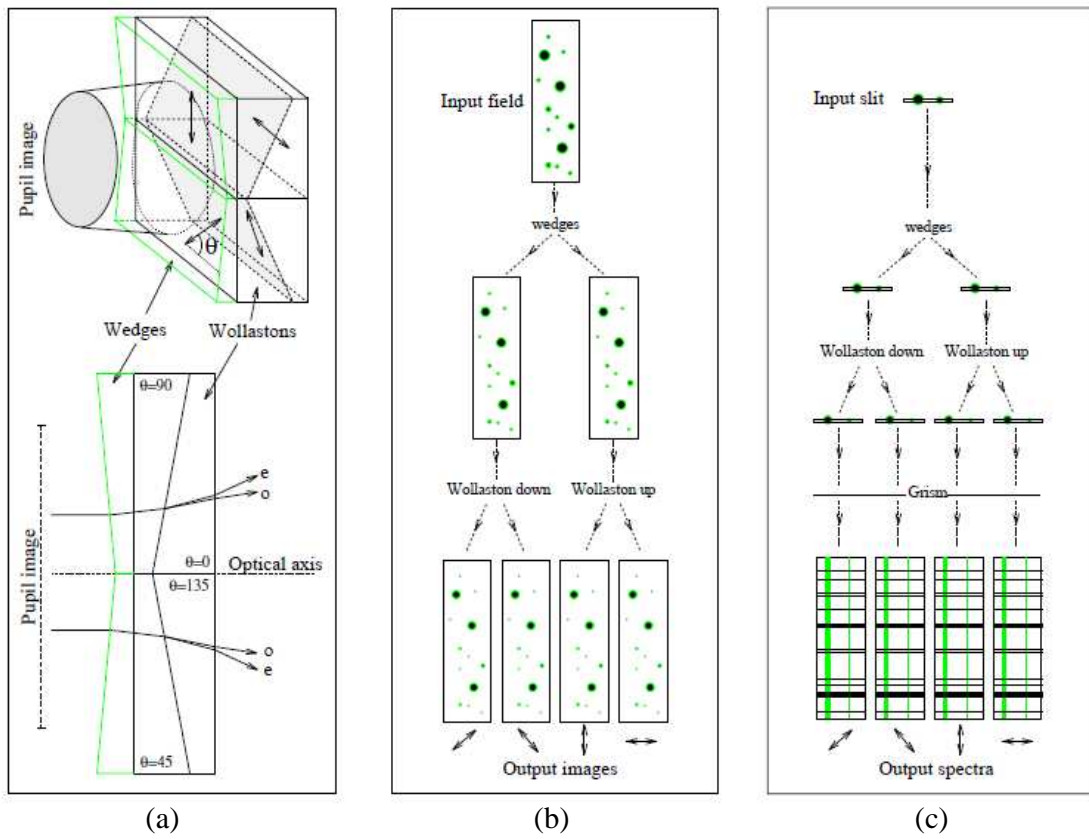 Pupil image
θ
Wedges
Wollastons
θ=90
e
o
θ=0
Optical axis
θ=135
Pupil image
o
e
θ=45
(a)
Input field
wedges
Wollaston down
Wollaston up
Output images
(b)
Input slit
wedges
Wollaston down
Wollaston up
Grism
Output spectra
(c)